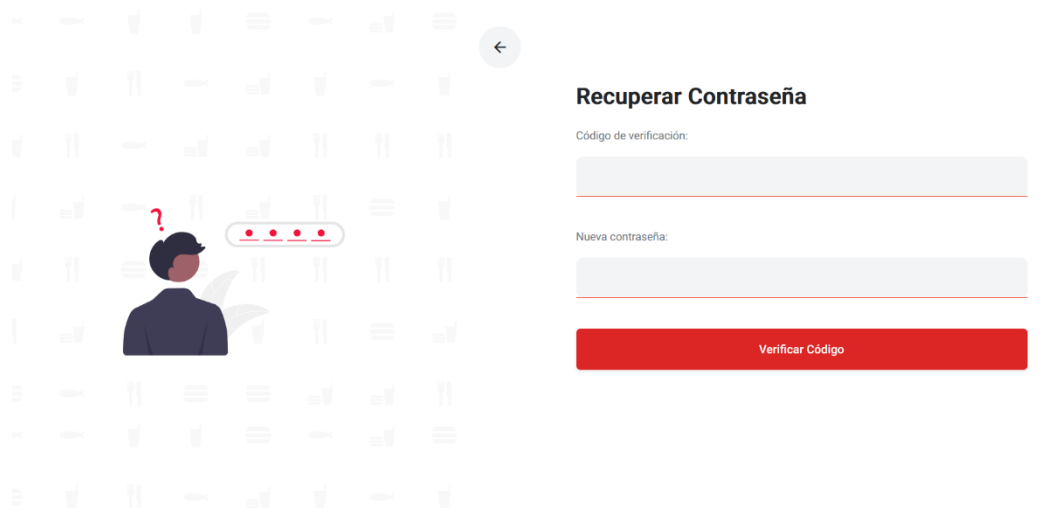 Recuperar Contraseña
Código de verificación:
Nueva contraseña:
Verificar Código